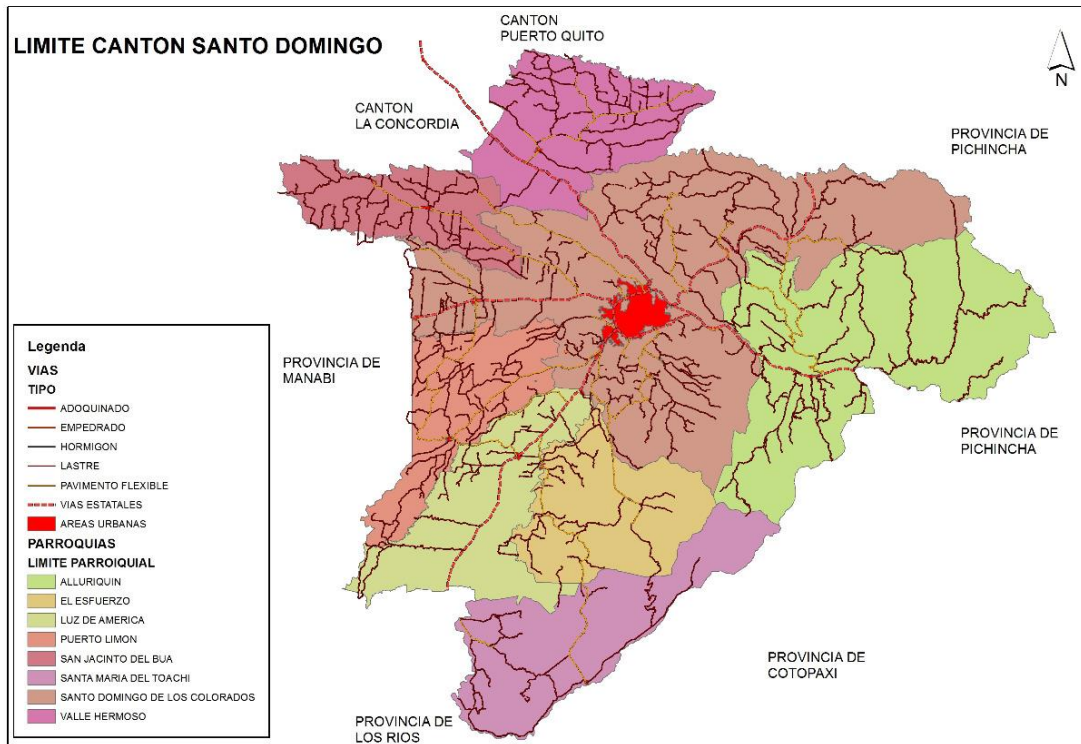 LIMITE CANTON SANTO DOMINGO
CANTON
PUERTO QUITO
N
CANTON
LA CONCORDIA
PROVINCIA DE
PICHINCHA
PROVINCIA DE
MANABI
PROVINCIA DE
PICHINCHA
PROVINCIA DE
COTOPAXI
PROVINCIA DE
LOS RIOS
Legenda
VIAS
TIPO
ADOQUINADO
EMPEDRADO
HORMIGON
LASTRE
PAVIMENTO FLEXIBLE
VIAS ESTATALES
AREAS URBANAS
PARROQUIAS
LIMITE PARROIQUIAL
ALLURIQUIN
EL ESFUERZO
LUZ DE AMERICA
PUERTO LIMON
SAN JACINTO DEL BUA
SANTA MARIA DEL TOACHI
SANTO DOMINGO DE LOS COLORADOS
VALLE HERMOSO